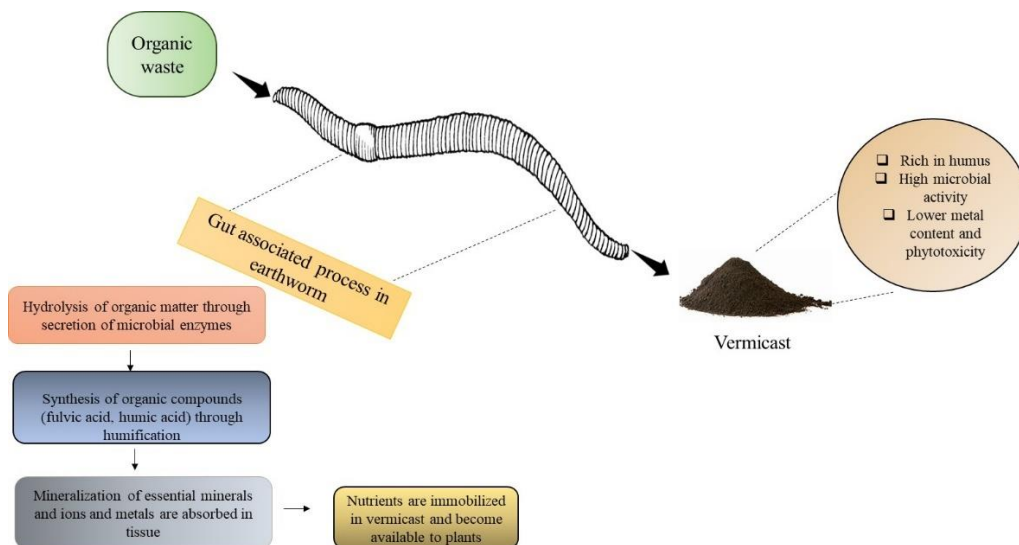 Organic
waste
Gut associated process in
earthworm
❑ Rich in humus
❑ High microbial
activity
❑ Lower metal
content and
phytotoxicity
Vermicast
Hydrolysis of organic matter through
secretion of microbial enzymes
Synthesis of organic compounds
(fulvic acid, humic acid) through
humification
Mineralization of essential minerals
and ions and metals are absorbed in
tissue
Nutrients are immobilized
in vermicast and become
available to plants